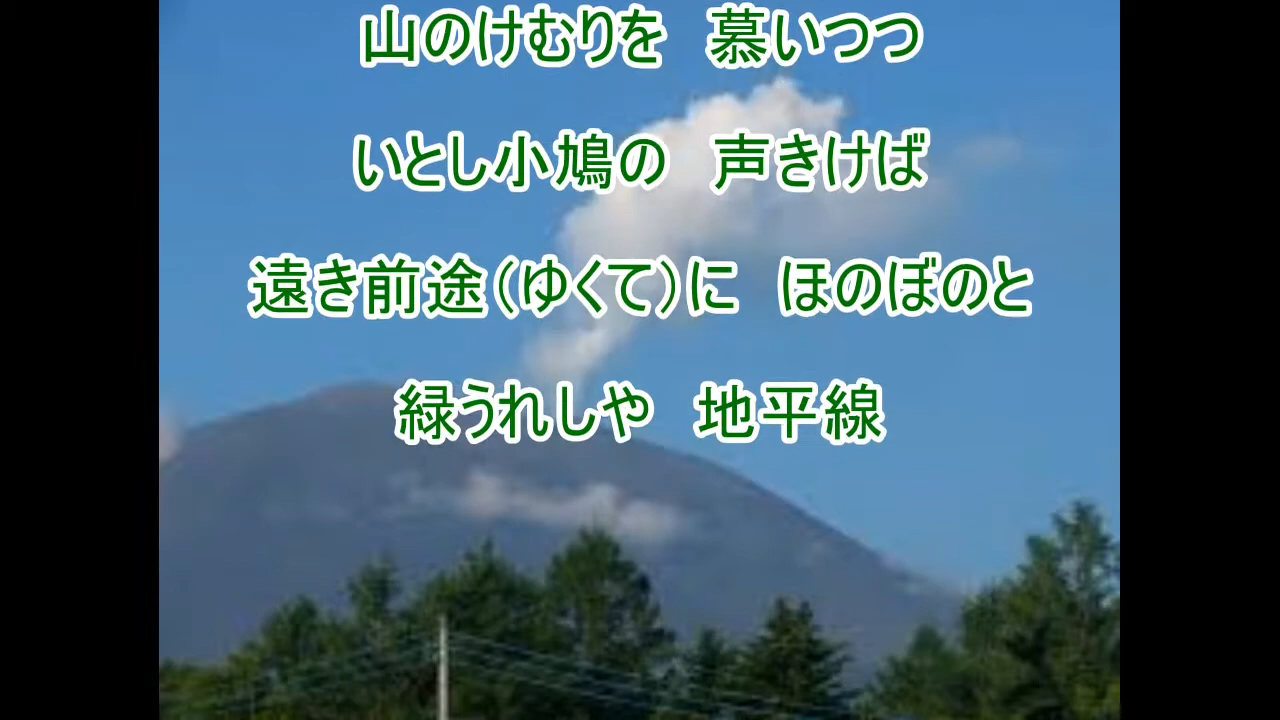 山のけむりを　慕いつつ
いとし小鳩の　声きけば
遠き前途（ゆくて）に　ほのぼのと
緑うれしや　地平線